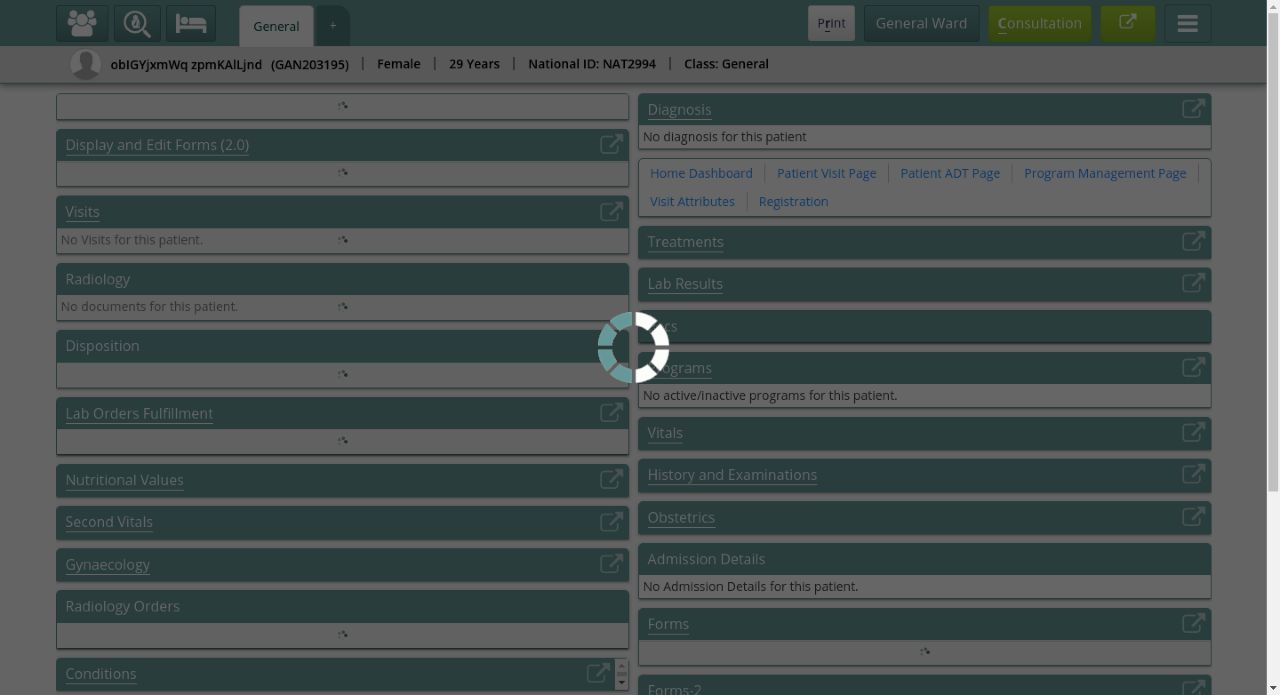 General
+
Print
General Ward
Consultation
obIGYjxmWq zpmKAlLjnd (GAN203195) | Female | 29 Years | National ID: NAT2994 | Class: General
Display and Edit Forms (2.0)
Visits
No Visits for this patient.
Radiology
No documents for this patient.
Disposition
Lab Orders Fulfillment
Nutritional Values
Second Vitals
Gynaecology
Radiology Orders
Conditions
Diagnosis
No diagnosis for this patient
Home Dashboard
Patient Visit Page
Patient ADT Page
Program Management Page
Visit Attributes
Registration
Treatments
Lab Results
No active/inactive programs for this patient.
Vitals
History and Examinations
Obstetrics
Admission Details
No Admission Details for this patient.
Forms
Forms-2